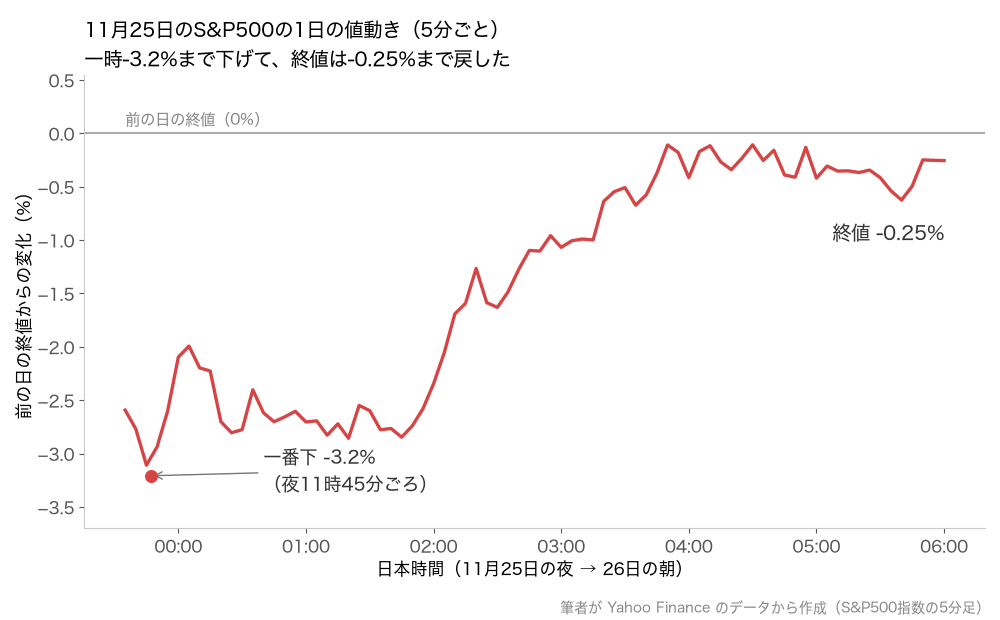 11月25日のS&P500の1日の値動き（5分ごと）
一時-3.2%まで下げて、終値は-0.25%まで戻した
前の日の終値からの変化（%）
0.5
0.0
−0.5
−1.0
−1.5
−2.0
−2.5
−3.0
−3.5
前の日の終値（0%）
終値 -0.25%
一番下 -3.2%
（夜11時45分ごろ）
00:00 01:00 02:00 03:00 04:00 05:00 06:00
日本時間（11月25日の夜 → 26日の朝）
筆者が Yahoo Finance のデータから作成（S&P500指数の5分足）